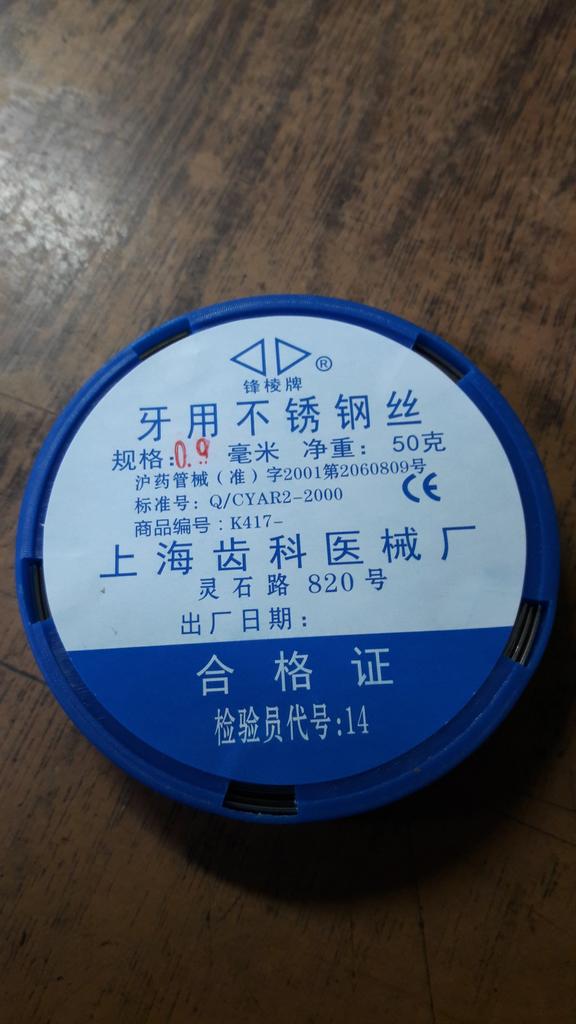 ®
锋棱牌
牙用不锈钢丝
规格:0.9 毫米 净重: 50克
沪药管械(准)字2001第2060809号
标准号: Q/CYAR2-2000 CE
商品编号: K417-
上海齿科医械厂
灵石路 820 号
出厂日期:
合格证
检验员代号:14